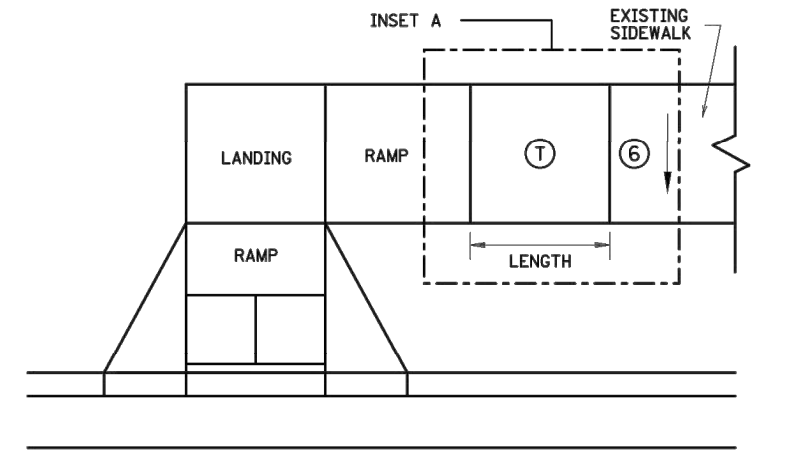 INSET A
EXISTING
SIDEWALK
LANDING
RAMP
T
6
RAMP
LENGTH